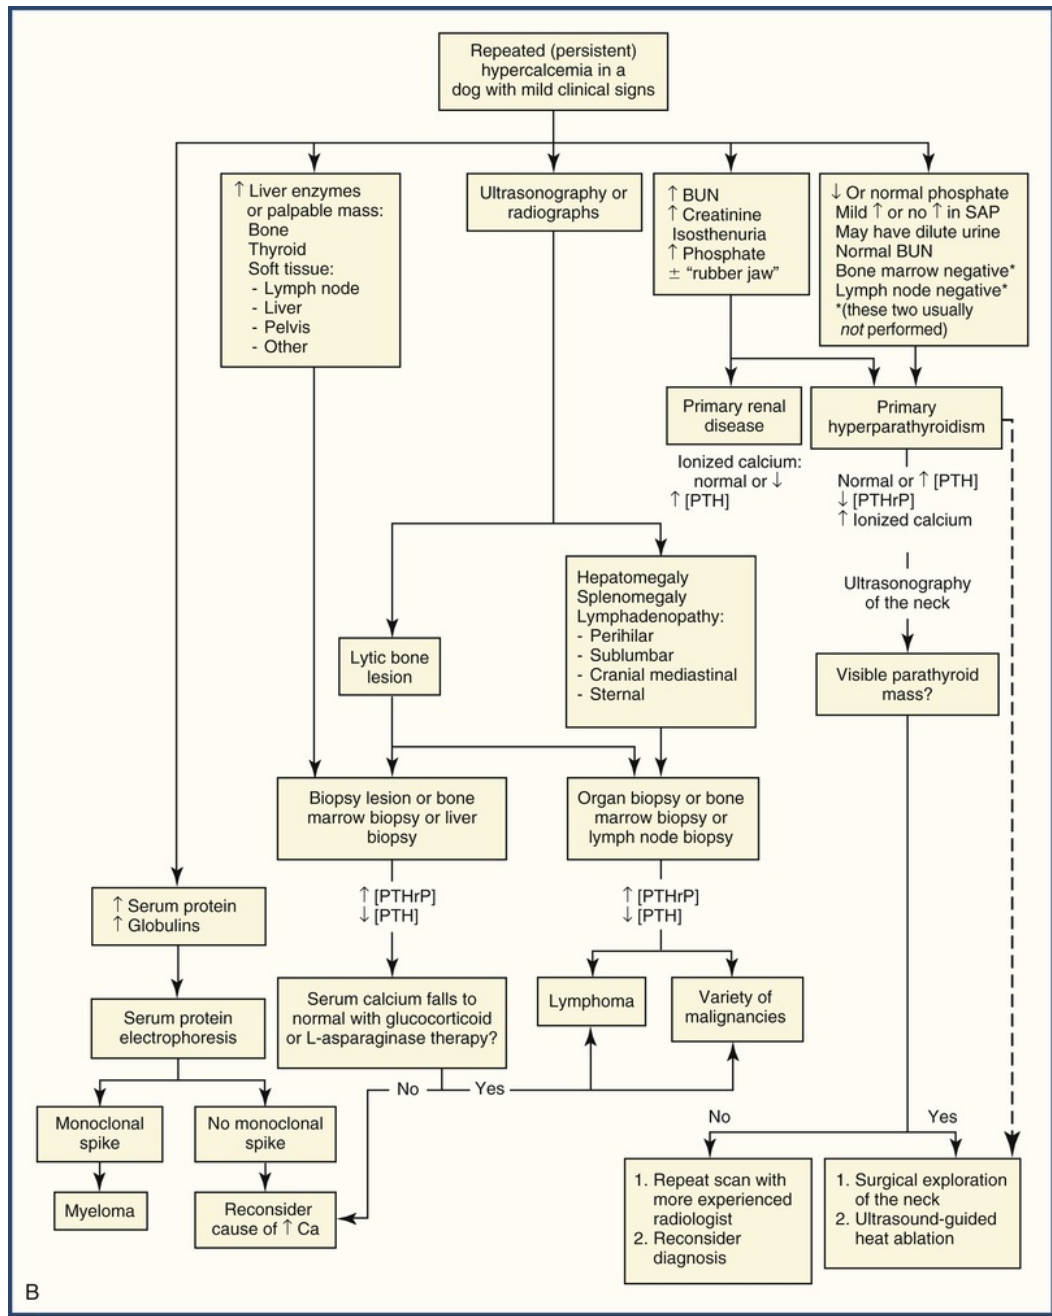 Repeated (persistent)
hypercalcemia in a
dog with mild clinical signs
↑ Liver enzymes
or palpable mass:
Bone
Thyroid
Soft tissue:
- Lymph node
- Liver
- Pelvis
- Other
Ultrasonography or
radiographs
↑ BUN
↑ Creatinine
Isosthenuria
↑ Phosphate
± “rubber jaw”
↓ Or normal phosphate
Mild ↑ or no ↑ in SAP
May have dilute urine
Normal BUN
Bone marrow negative*
Lymph node negative*
*(these two usually
not performed)
Primary renal
disease
Primary
hyperparathyroidism
Ionized calcium:
normal or ↓
↑ [PTH]
Normal or ↑ [PTH]
↓ [PTHrP]
↑ Ionized calcium
Ultrasonography
of the neck
Hepatomegaly
Splenomegaly
Lymphadenopathy:
- Perihilar
- Sublumbar
- Cranial mediastinal
- Sternal
Lytic bone
lesion
Visible parathyroid
mass?
Biopsy lesion or bone
marrow biopsy or liver
biopsy
Organ biopsy or bone
marrow biopsy or
lymph node biopsy
↑ [PTHrP]
↓ [PTH]
↑ [PTHrP]
↓ [PTH]
↑ Serum protein
↑ Globulins
Serum protein
electrophoresis
Serum calcium falls to
normal with glucocorticoid
or L-asparaginase therapy?
Lymphoma
Variety of
malignancies
No
Yes
Monoclonal
spike
No monoclonal
spike
Myeloma
Reconsider
cause of ↑ Ca
No
Yes
1. Repeat scan with
more experienced
radiologist
2. Reconsider
diagnosis
1. Surgical exploration
of the neck
2. Ultrasound-guided
heat ablation
B